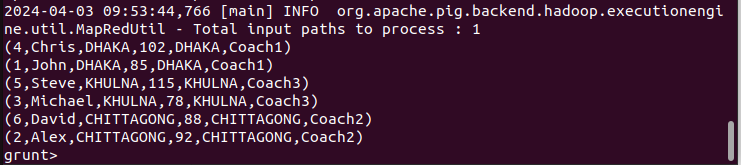 2024-04-03 09:53:44,766 [main] INFO  org.apache.pig.backend.hadoop.executionengi
ne.util.MapRedUtil - Total input paths to process : 1
(4,Chris,DHAKA,102,DHAKA,Coach1)
(1,John,DHAKA,85,DHAKA,Coach1)
(5,Steve,KHULNA,115,KHULNA,Coach3)
(3,Michael,KHULNA,78,KHULNA,Coach3)
(6,David,CHITTAGONG,88,CHITTAGONG,Coach2)
(2,Alex,CHITTAGONG,92,CHITTAGONG,Coach2)
grunt>